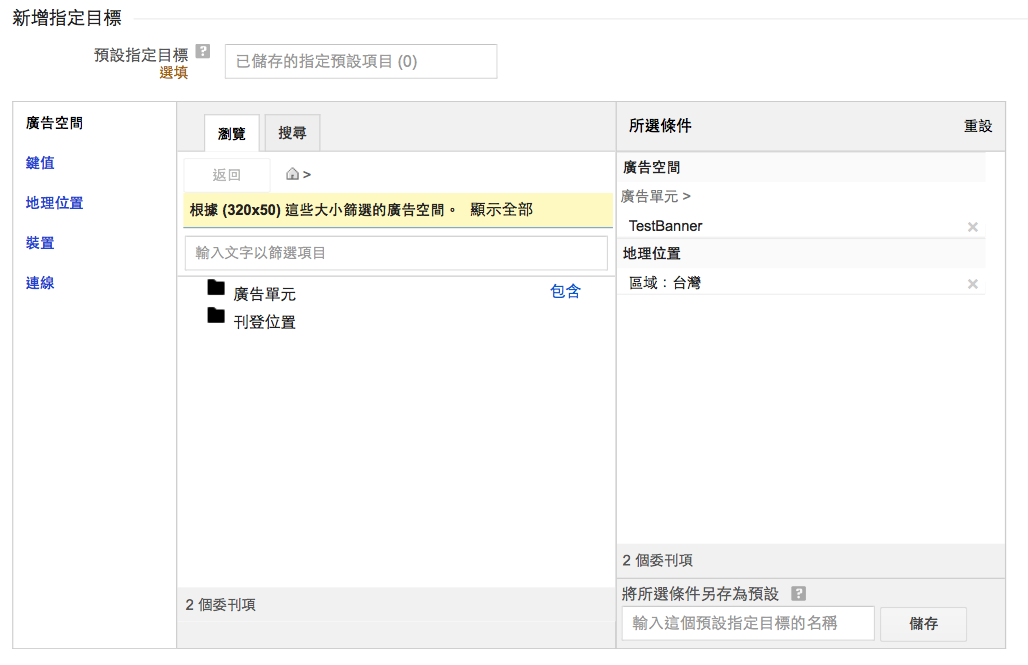 新增指定目標
預設指定目標 ?
選填
已儲存的指定預設項目 (0)
廣告空間
鍵值
地理位置
裝置
連線
瀏覽
搜尋
返回
>
根據 (320x50) 這些大小篩選的廣告空間。 顯示全部
輸入文字以篩選項目
廣告單元
包含
刊登位置
2 個委刊項
所選條件
重設
廣告空間
廣告單元 >
TestBanner
地理位置
區域：台灣
2 個委刊項
將所選條件另存為預設 ?
輸入這個預設指定目標的名稱
儲存